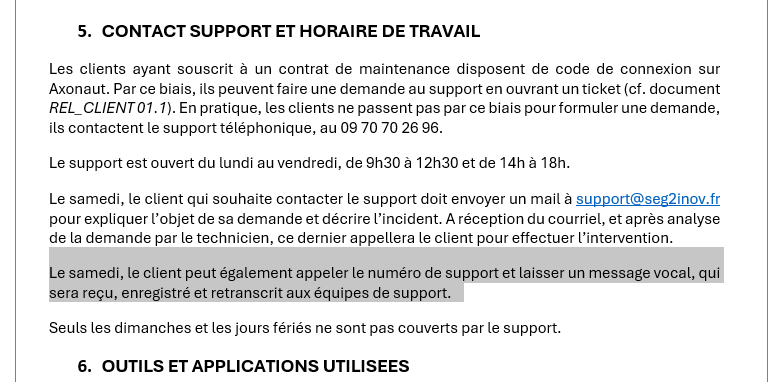 5. CONTACT SUPPORT ET HORAIRE DE TRAVAIL
Les clients ayant souscrit à un contrat de maintenance disposent de code de connexion sur
Axonaut. Par ce biais, ils peuvent faire une demande au support en ouvrant un ticket (cf. document
REL_CLIENT 01.1). En pratique, les clients ne passent pas par ce biais pour formuler une demande,
ils contactent le support téléphonique, au 09 70 70 26 96.
Le support est ouvert du lundi au vendredi, de 9h30 à 12h30 et de 14h à 18h.
Le samedi, le client qui souhaite contacter le support doit envoyer un mail à support@seg2inov.fr
pour expliquer l’objet de sa demande et décrire l’incident. A réception du courriel, et après analyse
de la demande par le technicien, ce dernier appellera le client pour effectuer l’intervention.
Le samedi, le client peut également appeler le numéro de support et laisser un message vocal, qui
sera reçu, enregistré et retranscrit aux équipes de support.
Seuls les dimanches et les jours fériés ne sont pas couverts par le support.
6. OUTILS ET APPLICATIONS UTILISEES